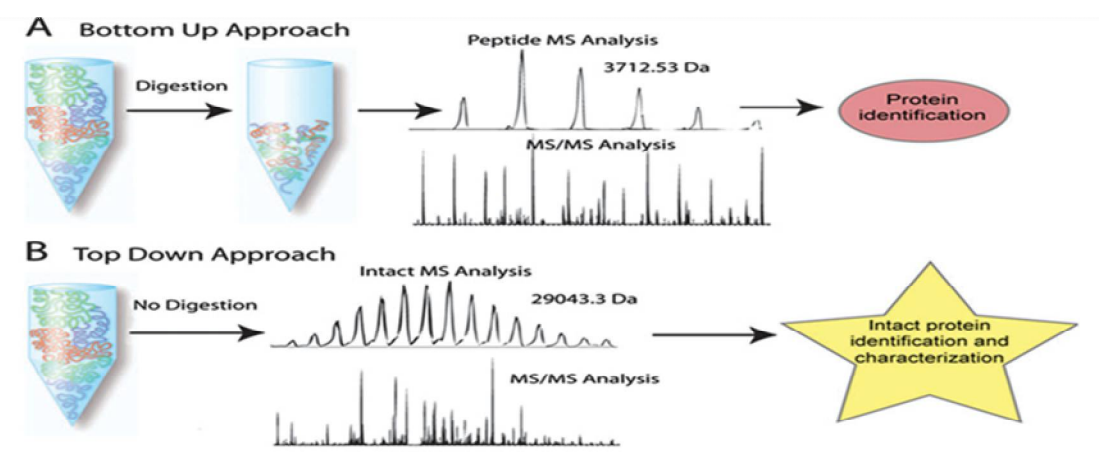 A Bottom Up Approach
Digestion
Peptide MS Analysis
3712.53 Da
MS/MS Analysis
Protein
identification
B Top Down Approach
No Digestion
Intact MS Analysis
29043.3 Da
MS/MS Analysis
Intact protein
identification and
characterization